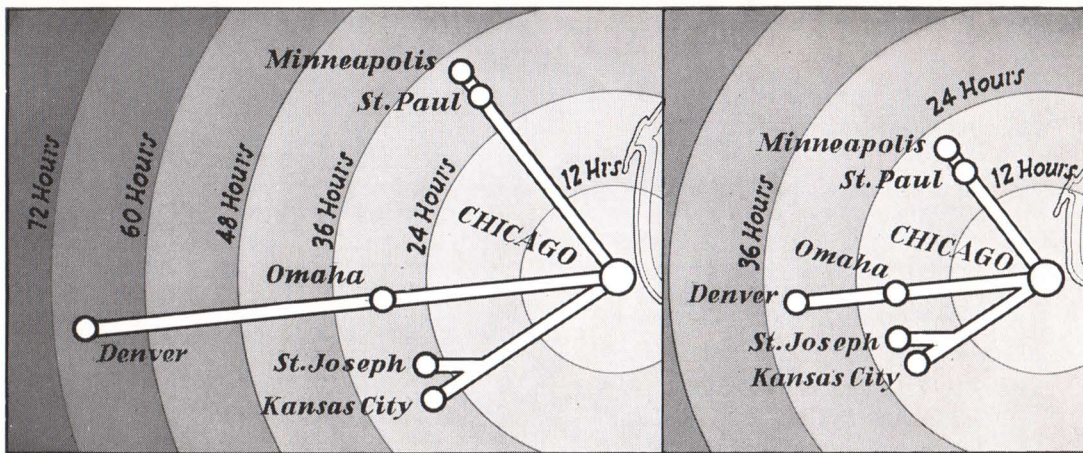 Minneapolis
St. Paul
12 Hrs
CHICAGO
24 Hours
36 Hours
48 Hours
60 Hours
72 Hours
Omaha
Denver
St. Joseph
Kansas City
24 Hours
Minneapolis
St. Paul
12 Hours
CHICAGO
36 Hours
Omaha
Denver
St. Joseph
Kansas City